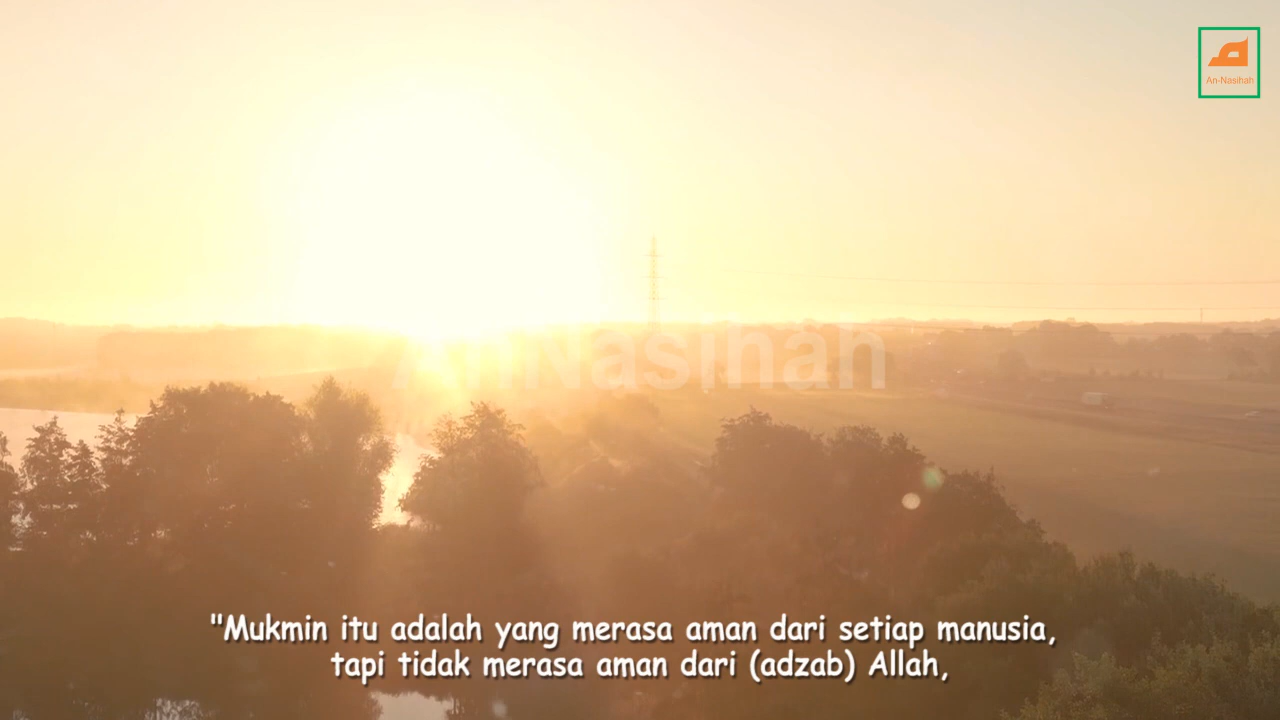 An-Nasihah
AnNasihah
"Mukmin itu adalah yang merasa aman dari setiap manusia,
tapi tidak merasa aman dari (adzab) Allah,